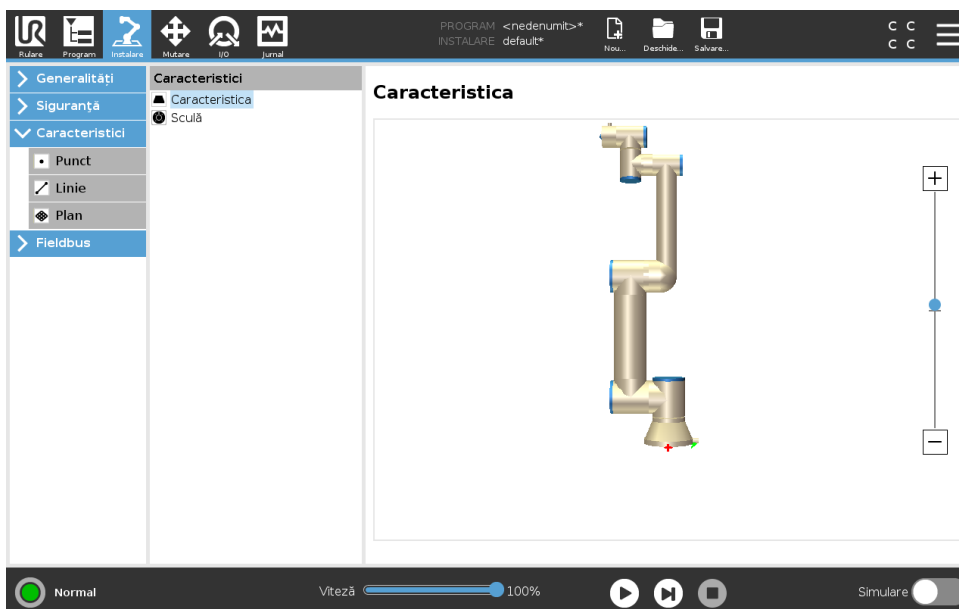 UR
Rulare
Program
Instalare
Mutare
I/O
Jurnal
PROGRAM <nedenumit>*
INSTALARE default*
Nou...
Deschide...
Salvare...
C C
C C
Generalități
Siguranță
Caracteristici
Punct
Linie
Plan
Fieldbus
Caracteristici
Caracteristica
Sculă
Caracteristica
Normal
Viteză
100%
Simulare